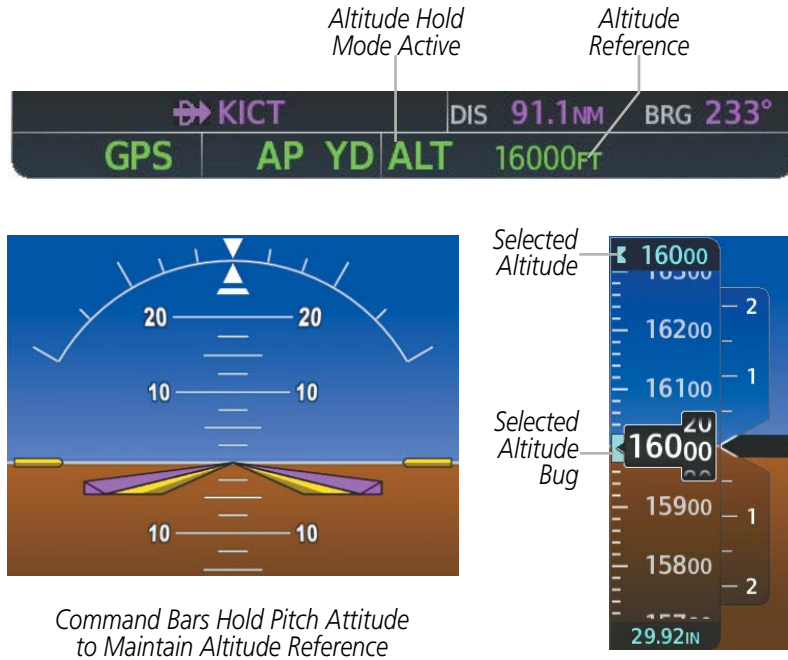 Altitude Hold
Mode Active
Altitude
Reference
KICT
DIS 91.1NM
BRG 233°
GPS
AP YD
ALT
16000FT
20 20
10 10
10 10
Command Bars Hold Pitch Attitude
to Maintain Altitude Reference
Selected
Altitude
16000
16200
16100
Selected
Altitude
Bug
20
16000
15900
15800
29.92IN
2
1
1
2